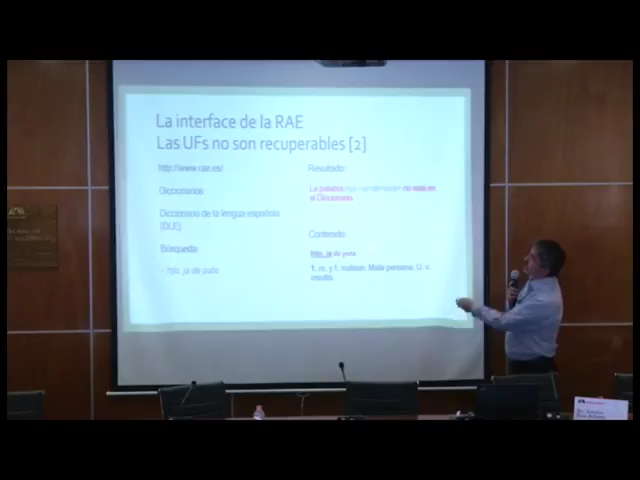 La interface de la RAE
Las UFs no son recuperables [2]
http://www.rae.es/
Diccionarios
Diccionario de la lengua española
(DLE)
Búsqueda:
– hijo, ja de puta
Resultado:
La palabra no está en
el Diccionario.
Contenido
hijo, ja de puta
1. m. y f. malson. Mala persona. U. c.
insulto.